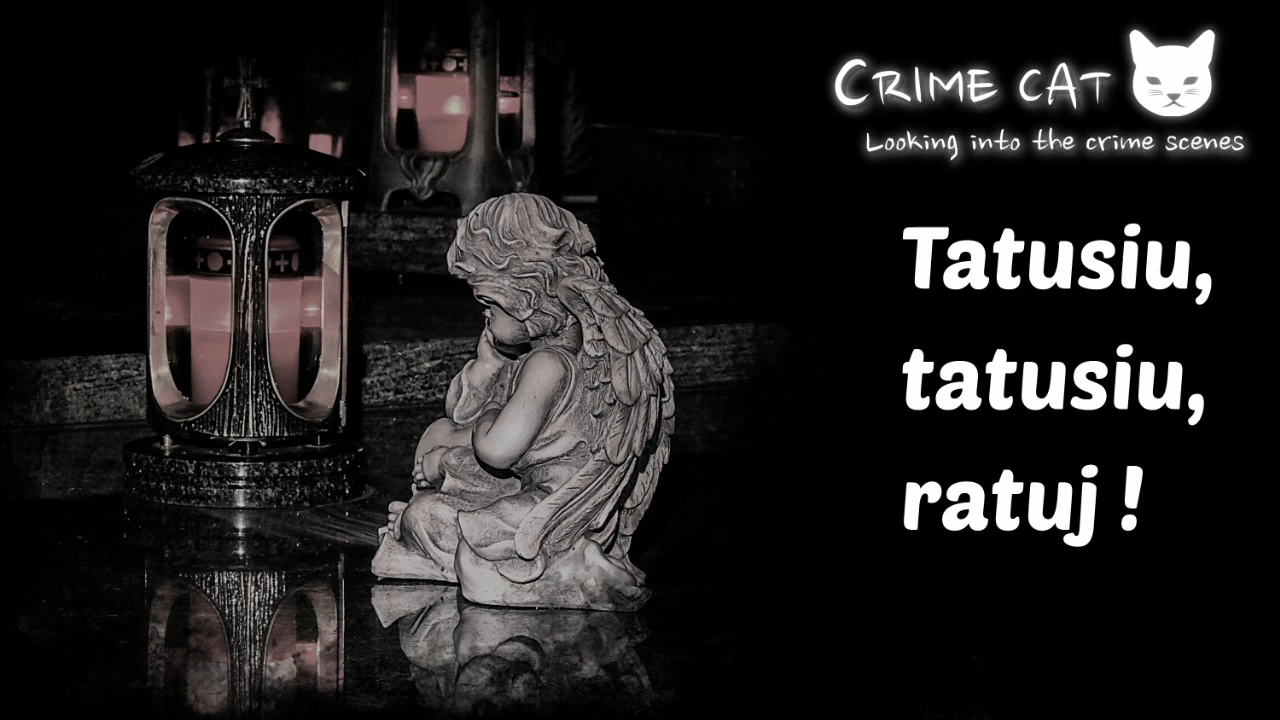 CRIME CAT
Looking into the crime scenes
Tatusiu,
tatusiu,
ratuj !